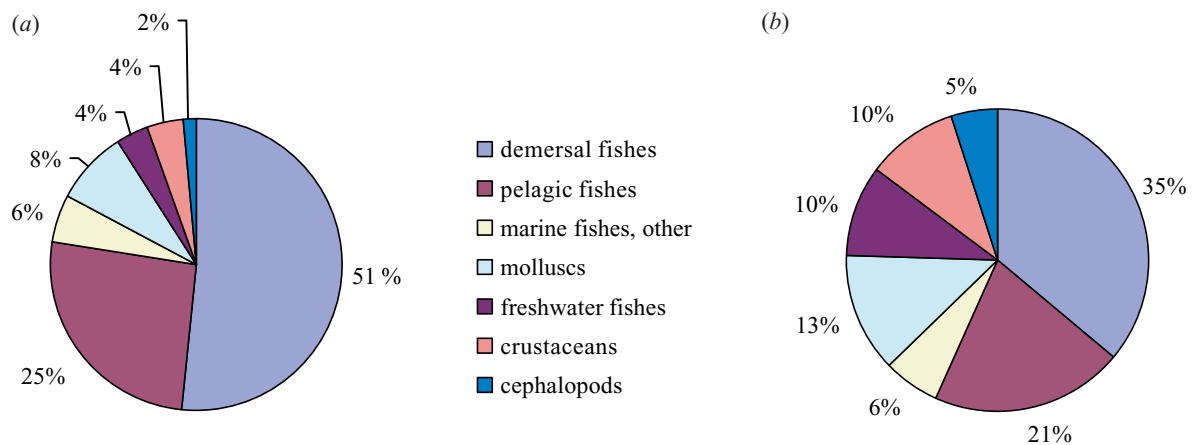 (a)
2%
4%
4%
8%
6%
25%
51 %
demersal fishes
pelagic fishes
marine fishes, other
molluscs
freshwater fishes
crustaceans
cephalopods
(b)
5%
10%
10%
13%
6%
21%
35%